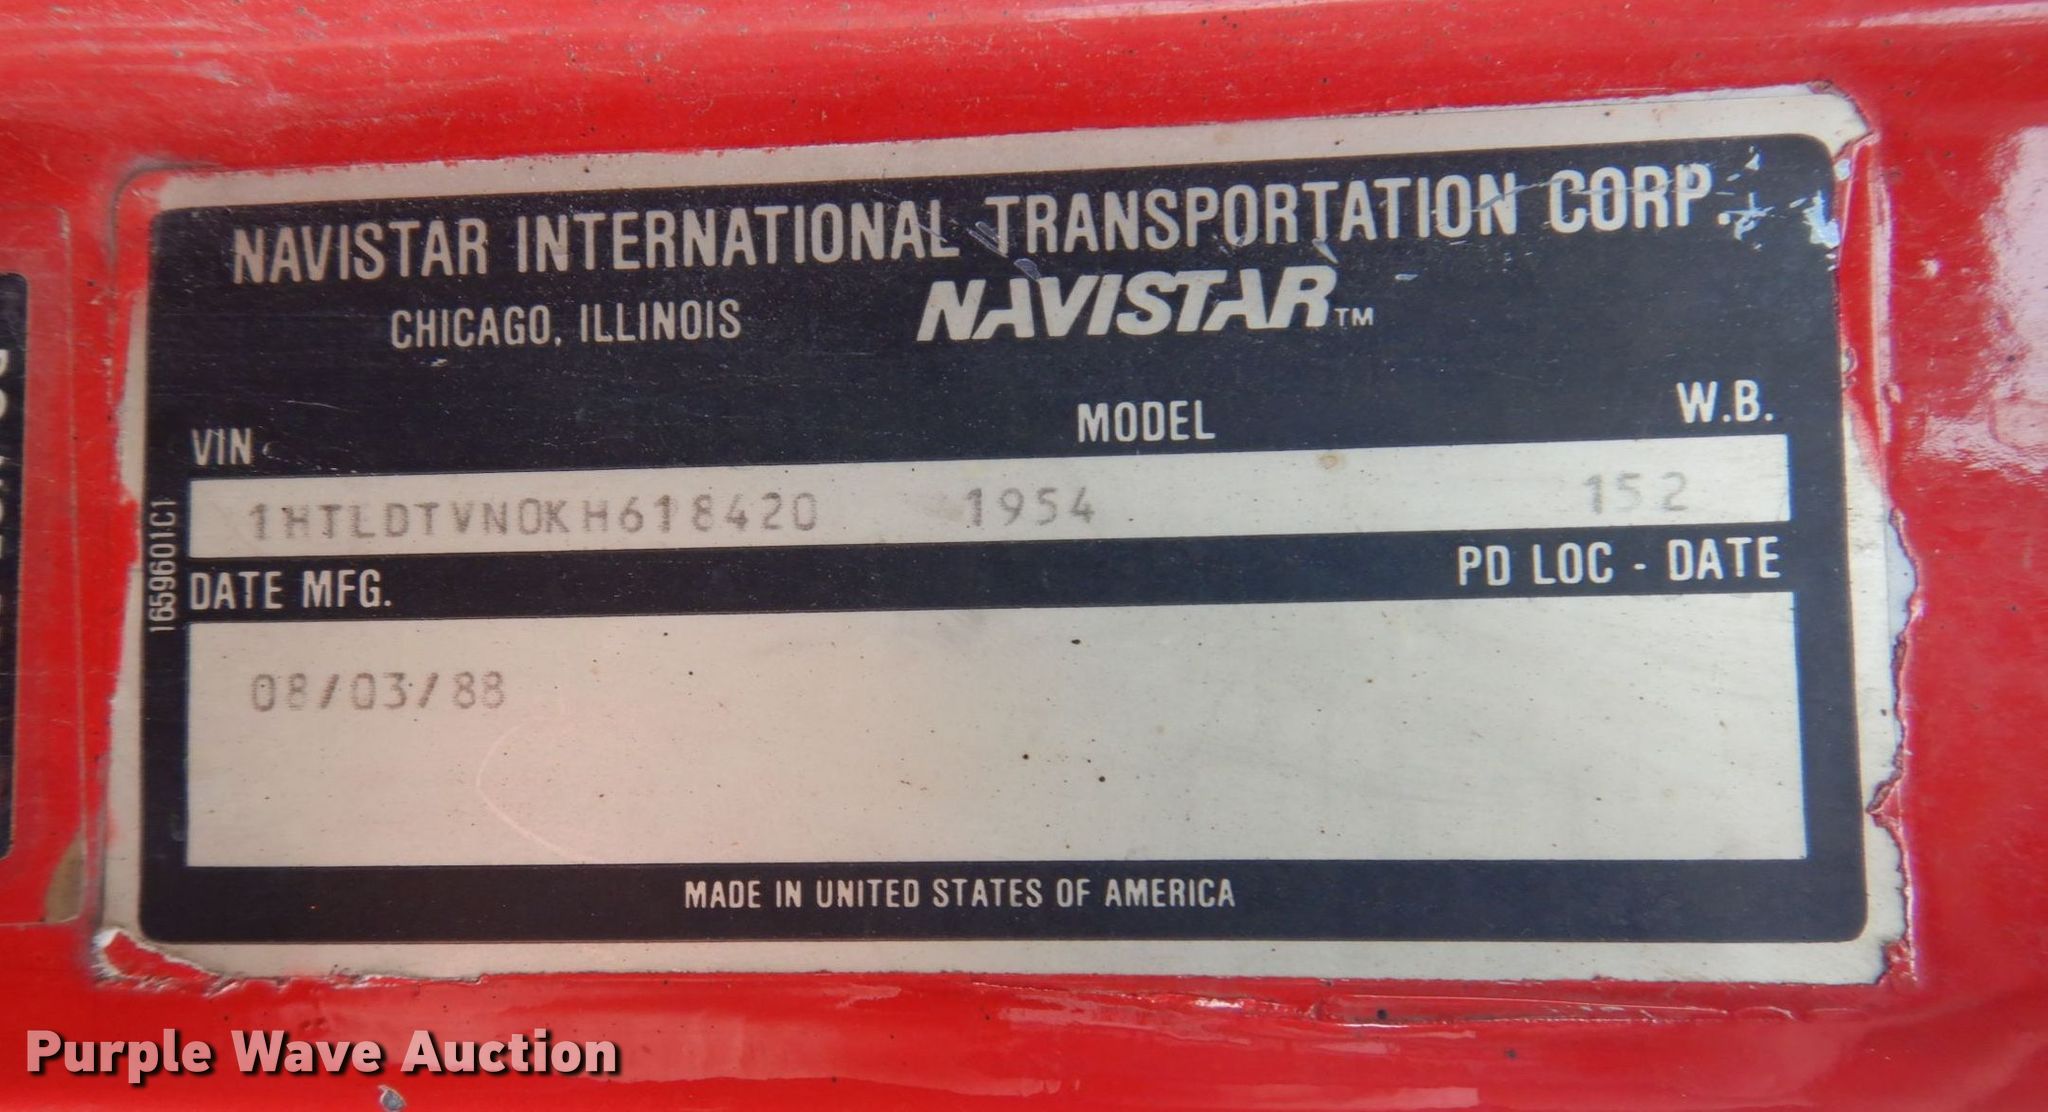 NAVISTAR INTERNATIONAL TRANSPORTATION CORP.
CHICAGO, ILLINOIS NAVISTAR™
VIN MODEL W.B.
1HTLDTVN0KH618420 1954 152
DATE MFG. PD LOC - DATE
08/03/88
MADE IN UNITED STATES OF AMERICA
1659601C1
Purple Wave Auction